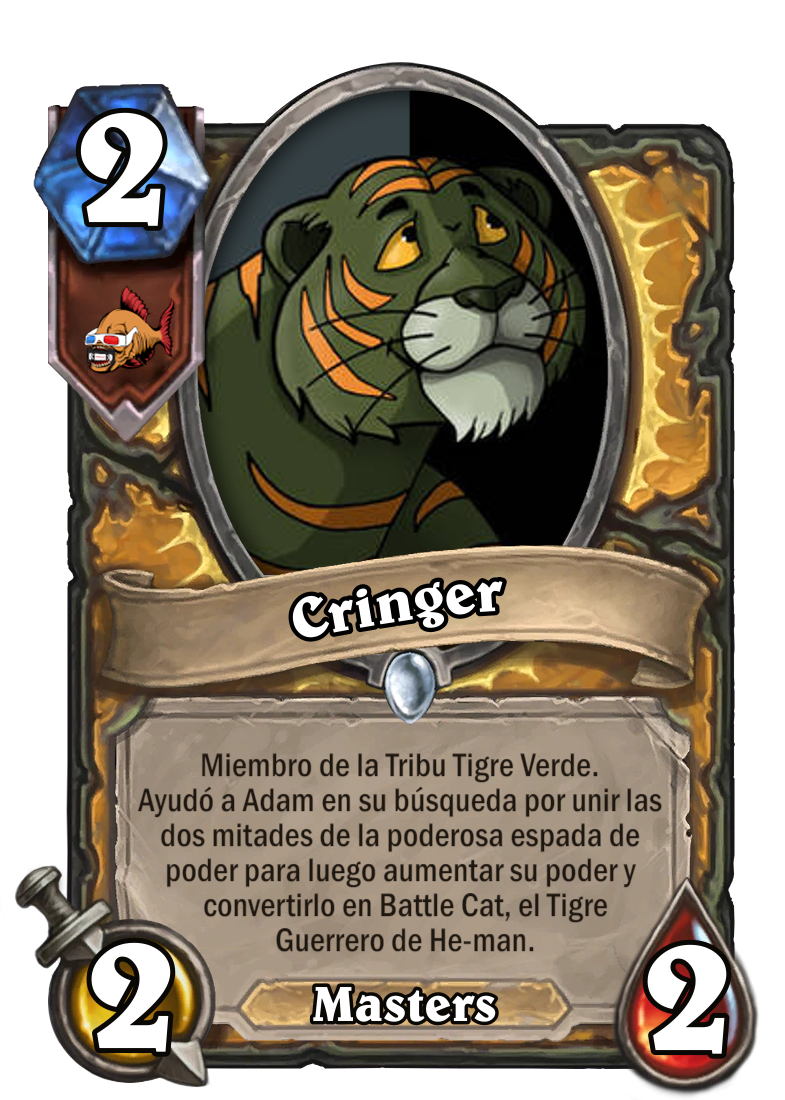 2
Cringer
Miembro de la Tribu Tigre Verde.
Ayudó a Adam en su búsqueda por unir las
dos mitades de la poderosa espada de
poder para luego aumentar su poder y
convertirlo en Battle Cat, el Tigre
Guerrero de He-man.
2
Masters
2